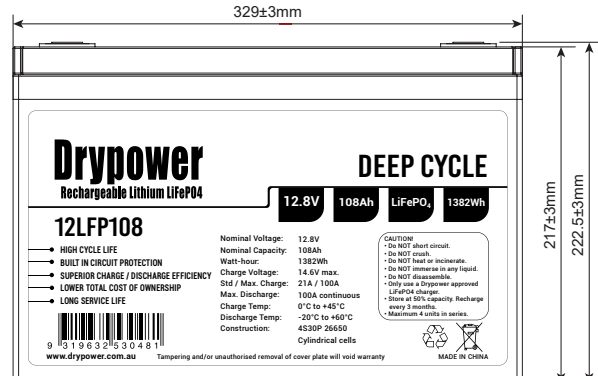 329±3mm
Drypower
Rechargeable Lithium LiFePO4
DEEP CYCLE
12.8V
108Ah
LiFePO₄
1382Wh
12LFP108
HIGH CYCLE LIFE
BUILT IN CIRCUIT PROTECTION
SUPERIOR CHARGE / DISCHARGE EFFICIENCY
LOWER TOTAL COST OF OWNERSHIP
LONG SERVICE LIFE
Nominal Voltage: 12.8V
Nominal Capacity: 108Ah
Watt-hour: 1382Wh
Charge Voltage: 14.6V max.
Std / Max. Charge: 21A / 100A
Max. Discharge: 100A continuous
Charge Temp: 0°C to +45°C
Discharge Temp: -20°C to +60°C
Construction: 4S30P 26650
Cylindrical cells
CAUTION!
• Do NOT short circuit.
• Do NOT crush.
• Do NOT heat or incinerate.
• Do NOT immerse in any liquid.
• Do NOT disassemble.
• Only use a Drypower approved
LiFePO4 charger.
• Store at 50% capacity. Recharge
every 3 months.
• Maximum 4 units in series.
9 319632 530481
www.drypower.com.au
Tampering and/or unauthorised removal of cover plate will void warranty
MADE IN CHINA
217±3mm
222.5±3mm